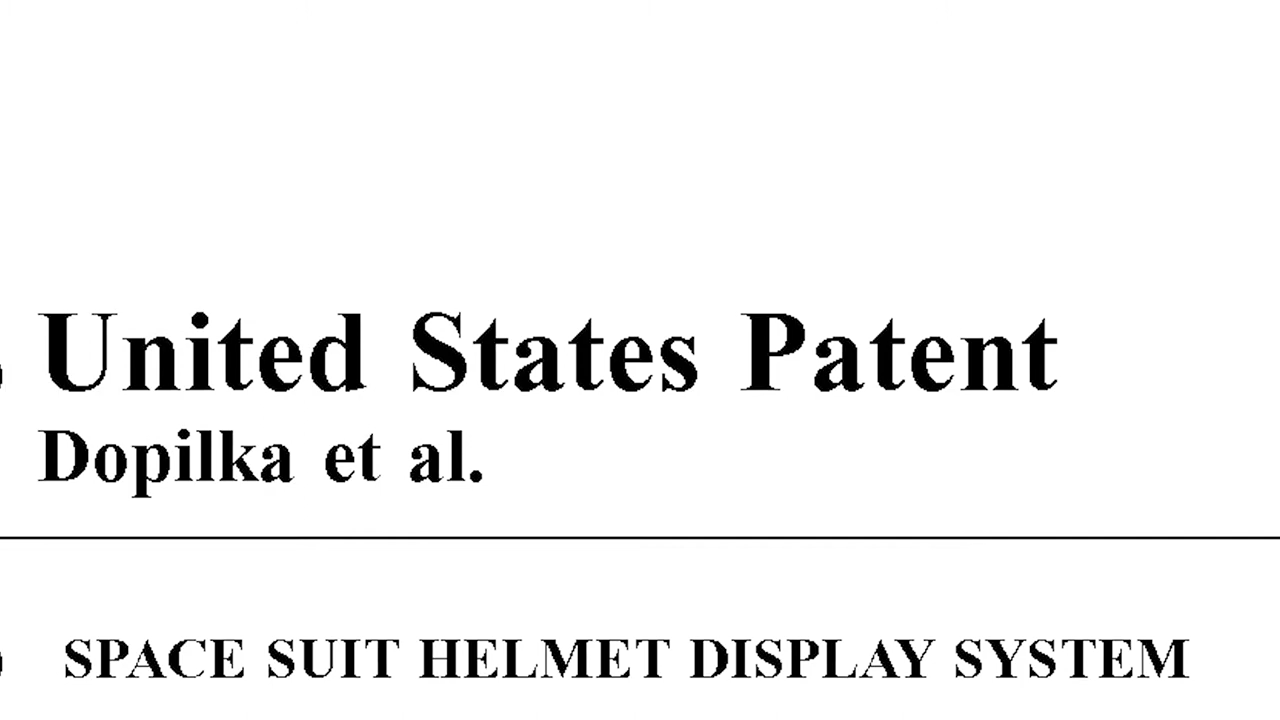 United States Patent
Dopilka et al.
SPACE SUIT HELMET DISPLAY SYSTEM